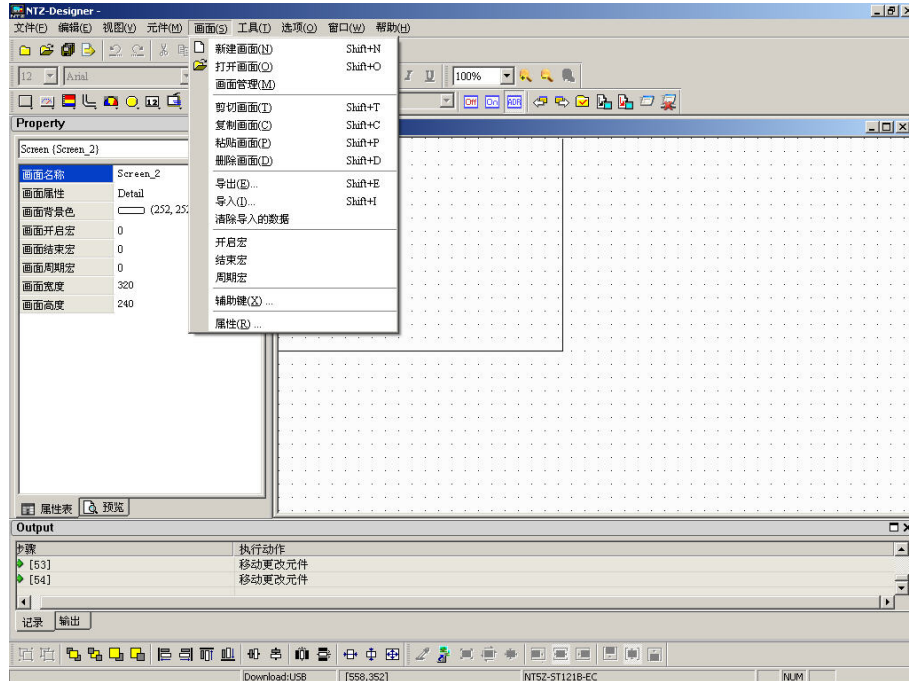 NTZ-Designer -
文件(F) 编辑(E) 视图(V) 元件(M) 画面(S) 工具(T) 选项(O) 窗口(W) 帮助(H)
新建画面(N) Shift+N
打开画面(O) Shift+O
画面管理(M)
剪切画面(T) Shift+T
复制画面(C) Shift+C
粘贴画面(P) Shift+P
删除画面(D) Shift+D
导出(E)... Shift+E
导入(I)... Shift+I
清除导入的数据
开启宏
结束宏
周期宏
辅助键(X) ...
属性(R) ...
12 Arial I U 100%
Off On ADR
Property
Screen {Screen_2}
画面名称 Screen_2
画面属性 Detail
画面背景色 (252, 252
画面开启宏 0
画面结束宏 0
画面周期宏 0
画面宽度 320
画面高度 240
属性表 预览
Output
步骤 执行动作
[53] 移动更改元件
[54] 移动更改元件
记录 输出
Download:USB [558,352] NT5Z-ST121B-EC NUM